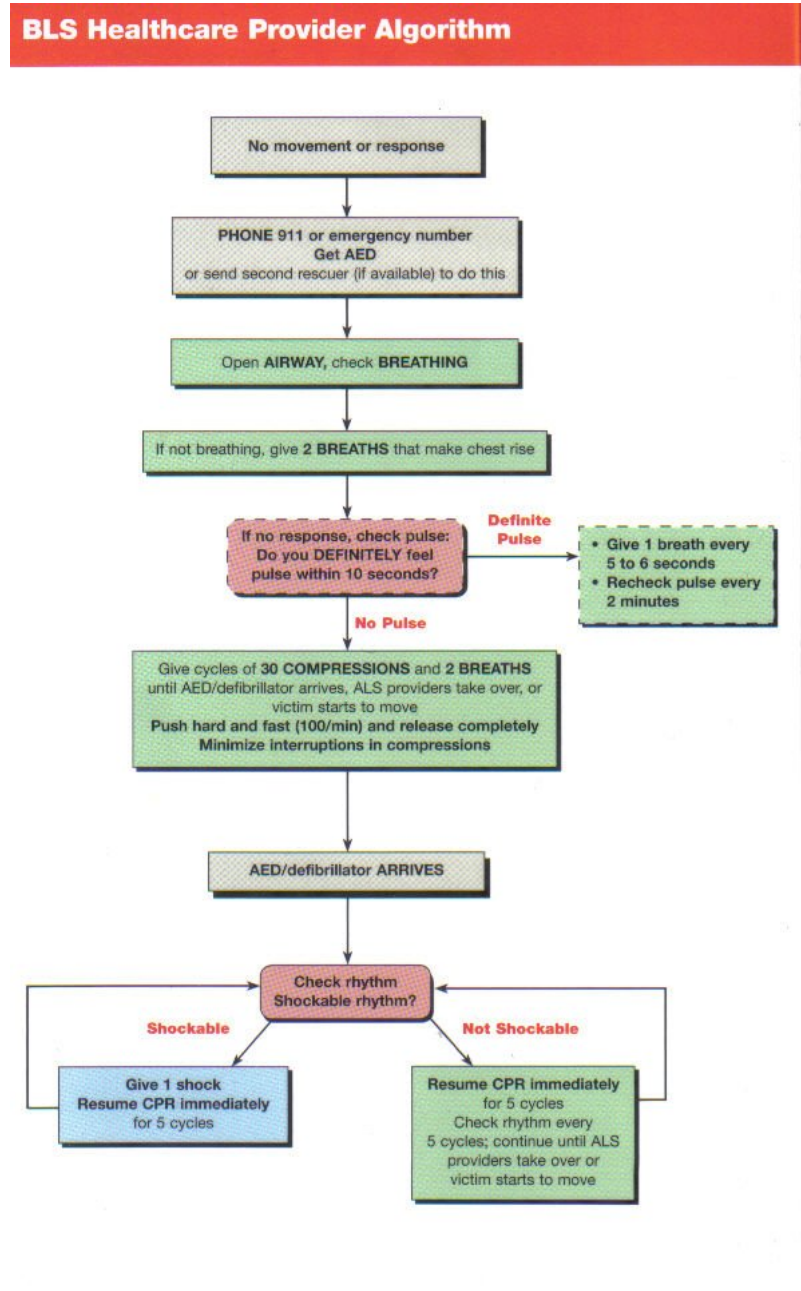 BLS Healthcare Provider Algorithm
No movement or response
PHONE 911 or emergency number
Get AED
or send second rescuer (if available) to do this
Open AIRWAY, check BREATHING
If not breathing, give 2 BREATHS that make chest rise
If no response, check pulse:
Do you DEFINITELY feel
pulse within 10 seconds?
Definite
Pulse
• Give 1 breath every
5 to 6 seconds
• Recheck pulse every
2 minutes
No Pulse
Give cycles of 30 COMPRESSIONS and 2 BREATHS
until AED/defibrillator arrives, ALS providers take over, or
victim starts to move
Push hard and fast (100/min) and release completely
Minimize interruptions in compressions
AED/defibrillator ARRIVES
Check rhythm
Shockable rhythm?
Shockable
Not Shockable
Give 1 shock
Resume CPR immediately
for 5 cycles
Resume CPR immediately
for 5 cycles
Check rhythm every
5 cycles; continue until ALS
providers take over or
victim starts to move